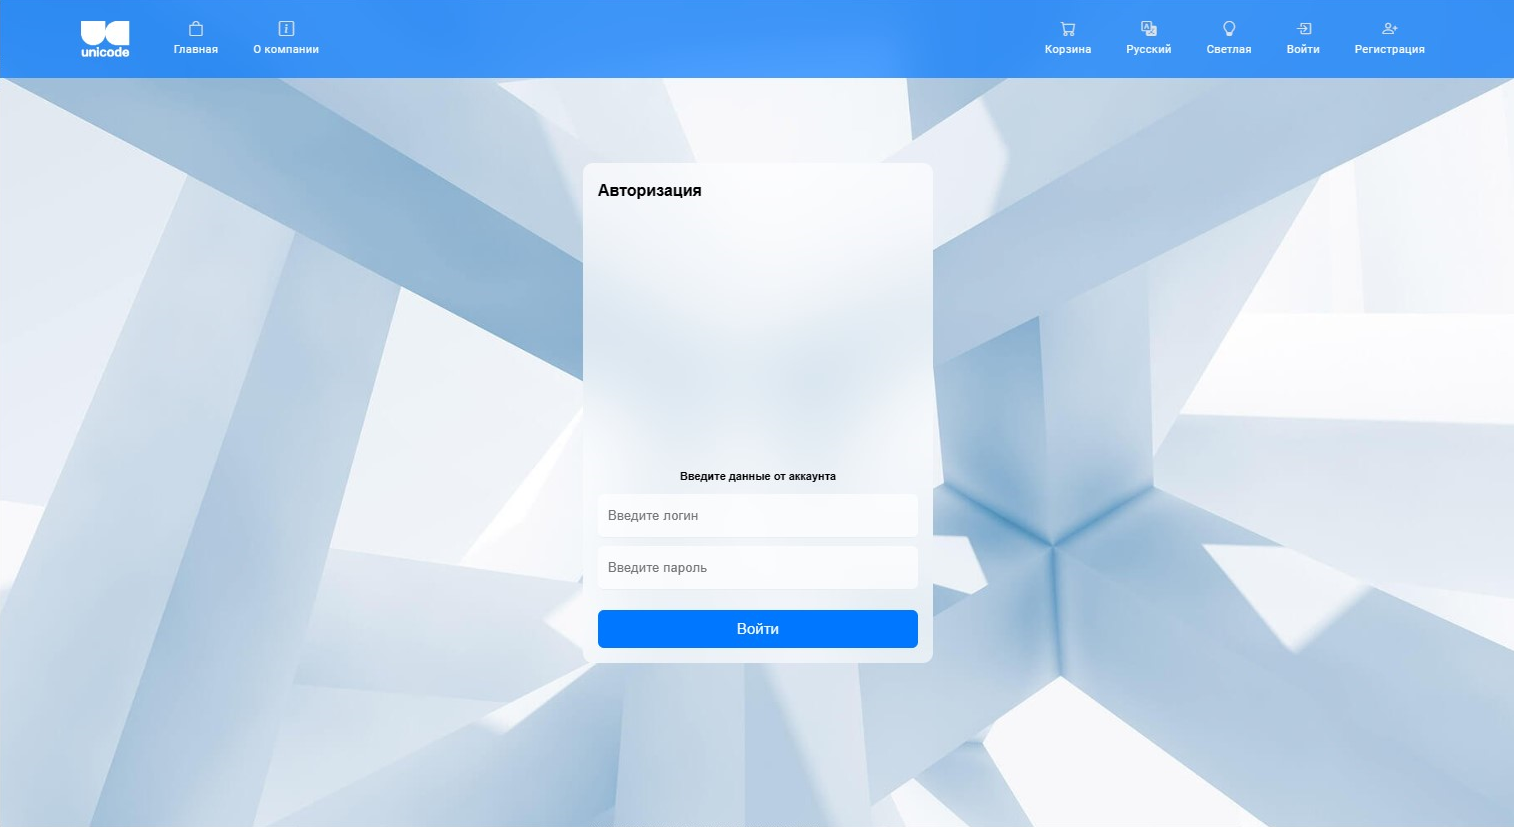 unicode
Главная
О компании
Корзина
Русский
Светлая
Войти
Регистрация
Авторизация
Введите данные от аккаунта
Введите логин
Введите пароль
Войти